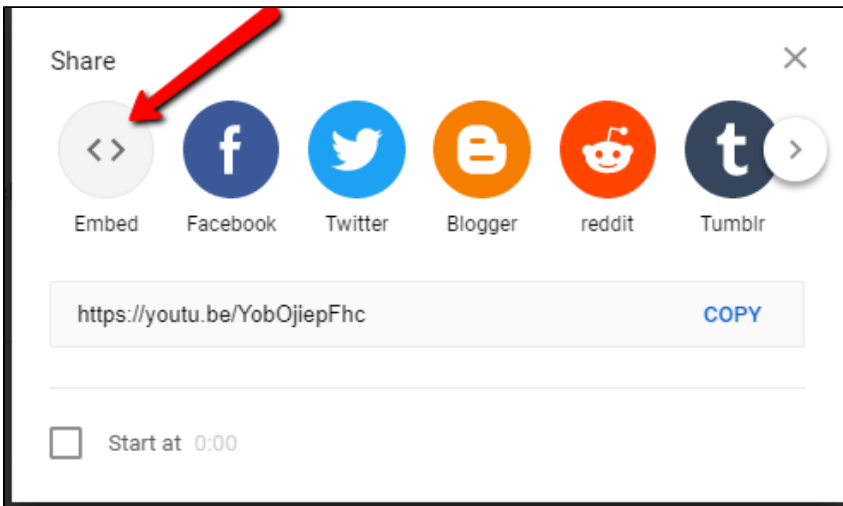 Share
Embed Facebook Twitter Blogger reddit Tumblr
https://youtu.be/YobOjiepFhc COPY
Start at 0:00